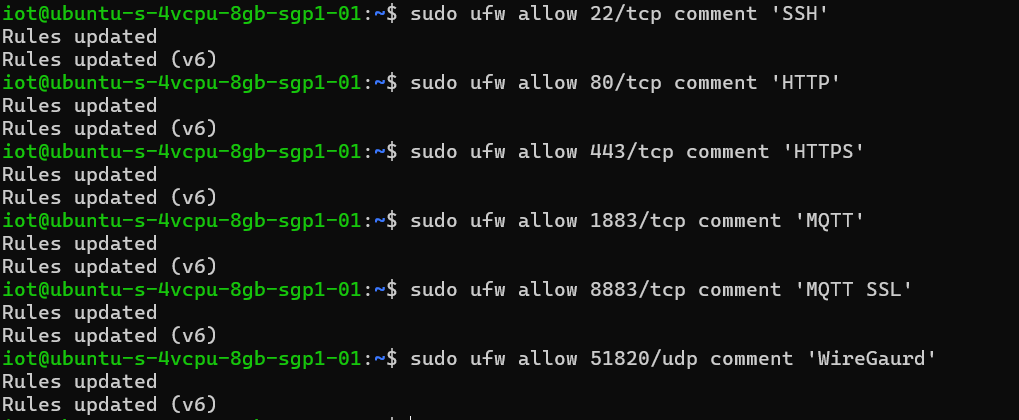 iot@ubuntu-s-4vcpu-8gb-sgp1-01:~$ sudo ufw allow 22/tcp comment 'SSH'
Rules updated
Rules updated (v6)
iot@ubuntu-s-4vcpu-8gb-sgp1-01:~$ sudo ufw allow 80/tcp comment 'HTTP'
Rules updated
Rules updated (v6)
iot@ubuntu-s-4vcpu-8gb-sgp1-01:~$ sudo ufw allow 443/tcp comment 'HTTPS'
Rules updated
Rules updated (v6)
iot@ubuntu-s-4vcpu-8gb-sgp1-01:~$ sudo ufw allow 1883/tcp comment 'MQTT'
Rules updated
Rules updated (v6)
iot@ubuntu-s-4vcpu-8gb-sgp1-01:~$ sudo ufw allow 8883/tcp comment 'MQTT SSL'
Rules updated
Rules updated (v6)
iot@ubuntu-s-4vcpu-8gb-sgp1-01:~$ sudo ufw allow 51820/udp comment 'WireGaurd'
Rules updated
Rules updated (v6)